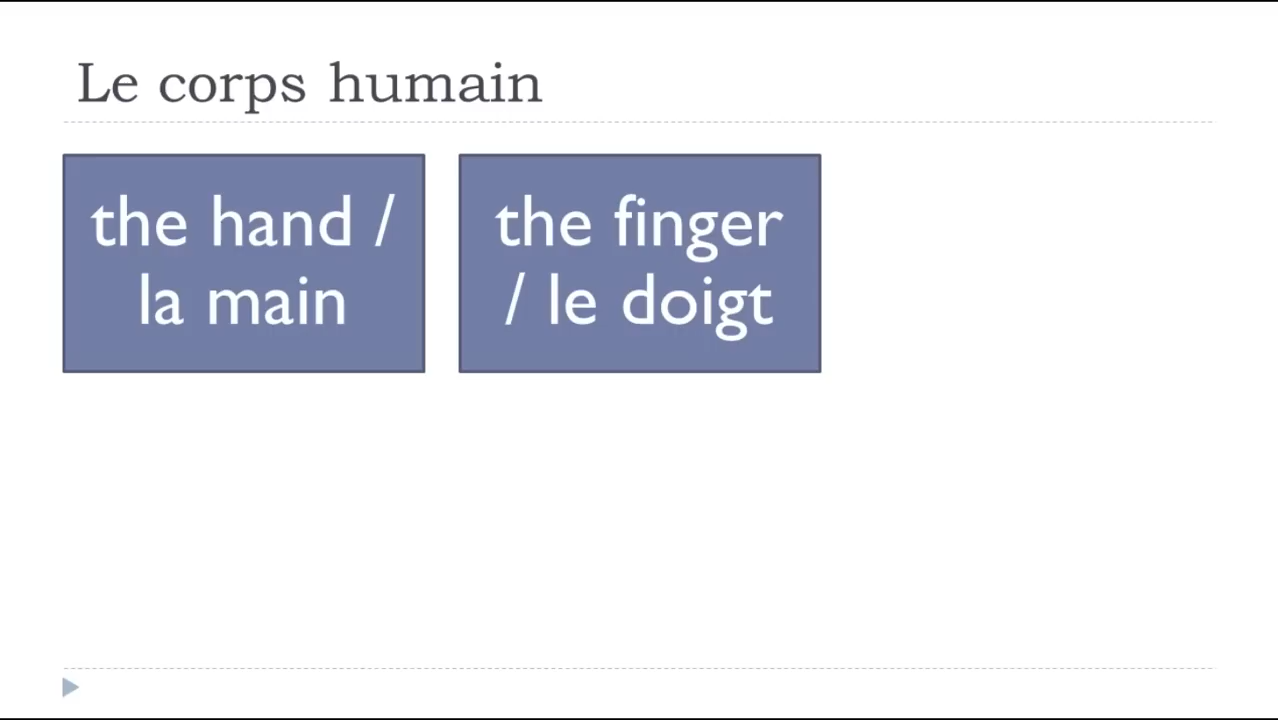 Le corps humain
the hand /
la main
the finger
/ le doigt